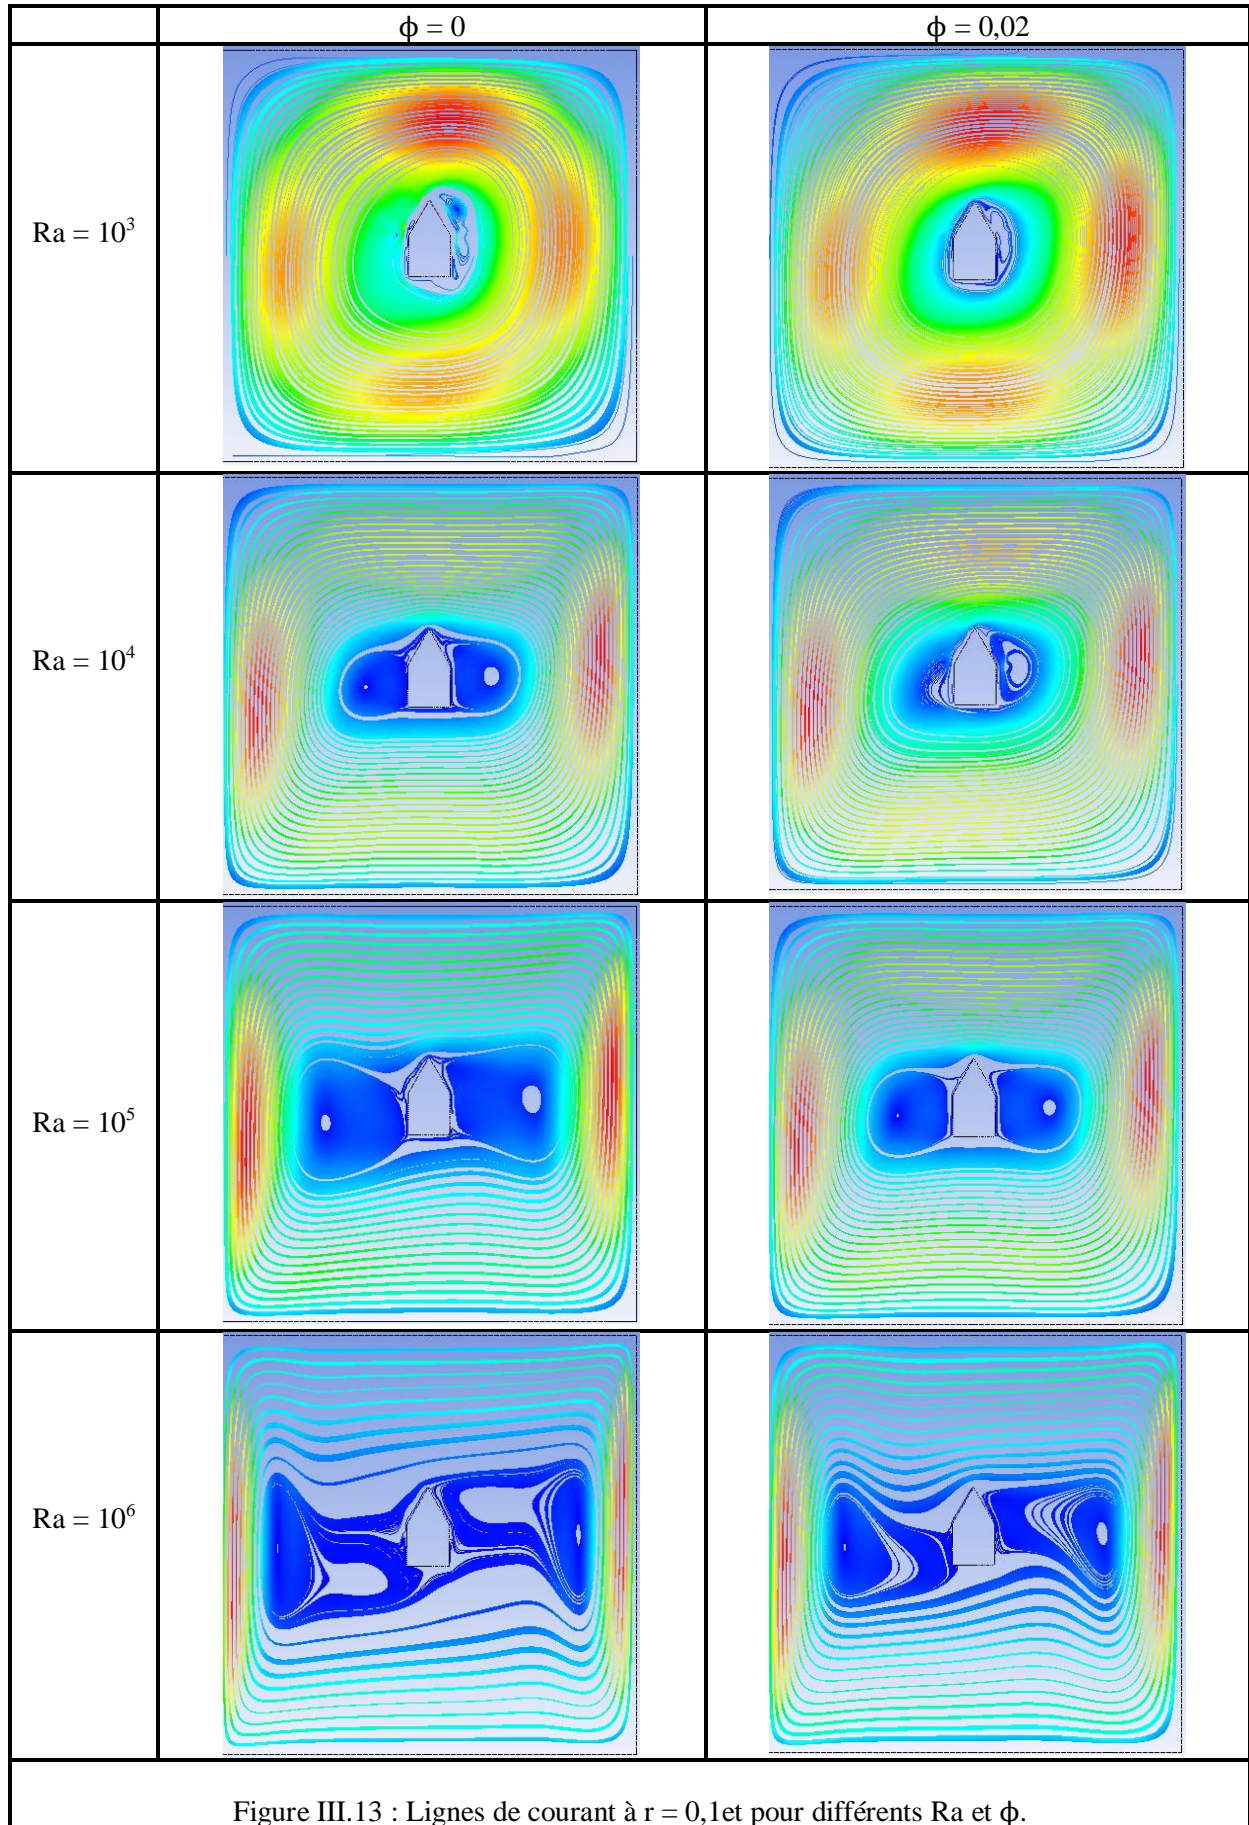 ϕ = 0
ϕ = 0,02
Ra = 10³
Ra = 10⁴
Ra = 10⁵
Ra = 10⁶
Figure III.13 : Lignes de courant à r = 0,1et pour différents Ra et ϕ.